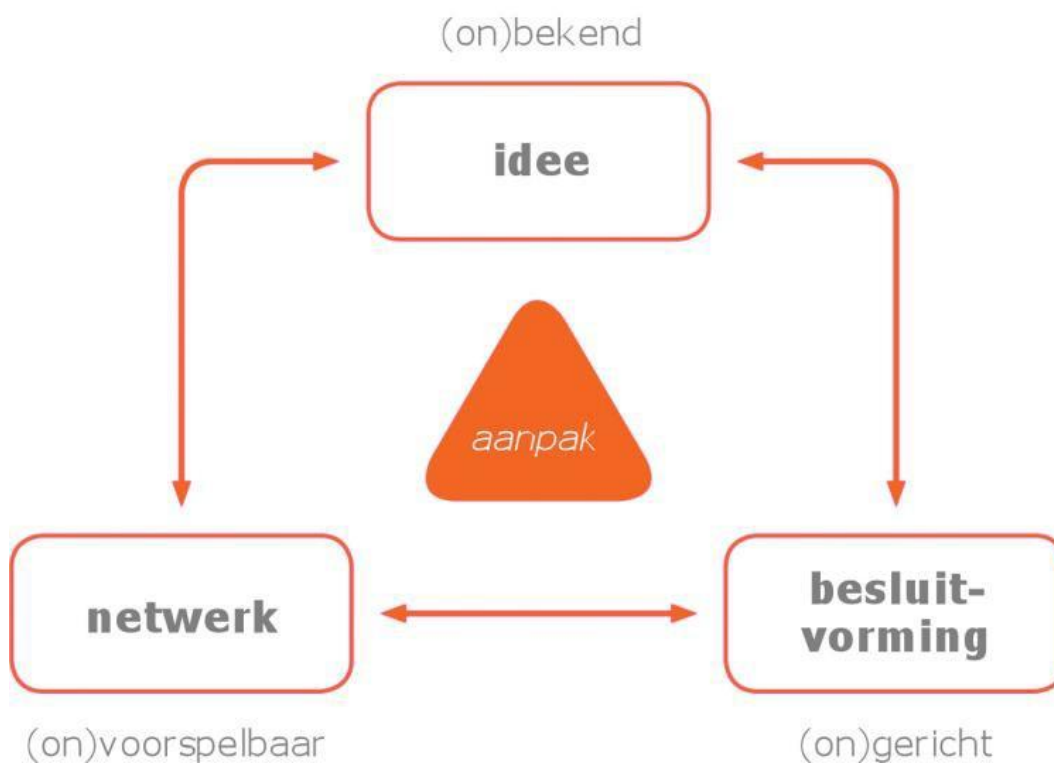 (on)bekend
idee
aanpak
netwerk
besluit-
vorming
(on)voorspelbaar
(on)gericht